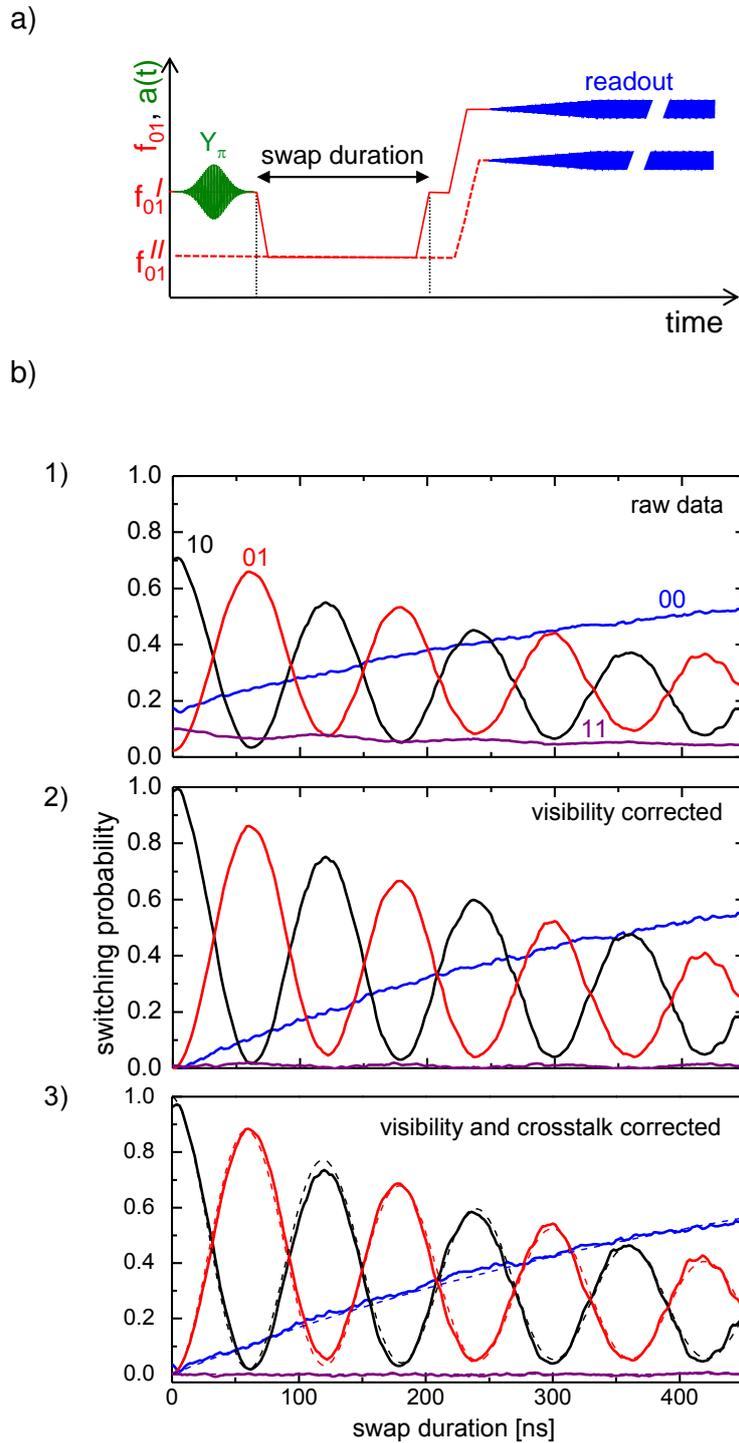 a)
f01, a(t)
Yπ
swap duration
readout
f01^I
f01^II
time
b)
1)
1.0
0.8
0.6
0.4
0.2
0.0
raw data
10
01
00
11
2)
1.0
0.8
0.6
0.4
0.2
0.0
visibility corrected
switching probability
3)
1.0
0.8
0.6
0.4
0.2
0.0
visibility and crosstalk corrected
0 100 200 300 400
swap duration [ns]